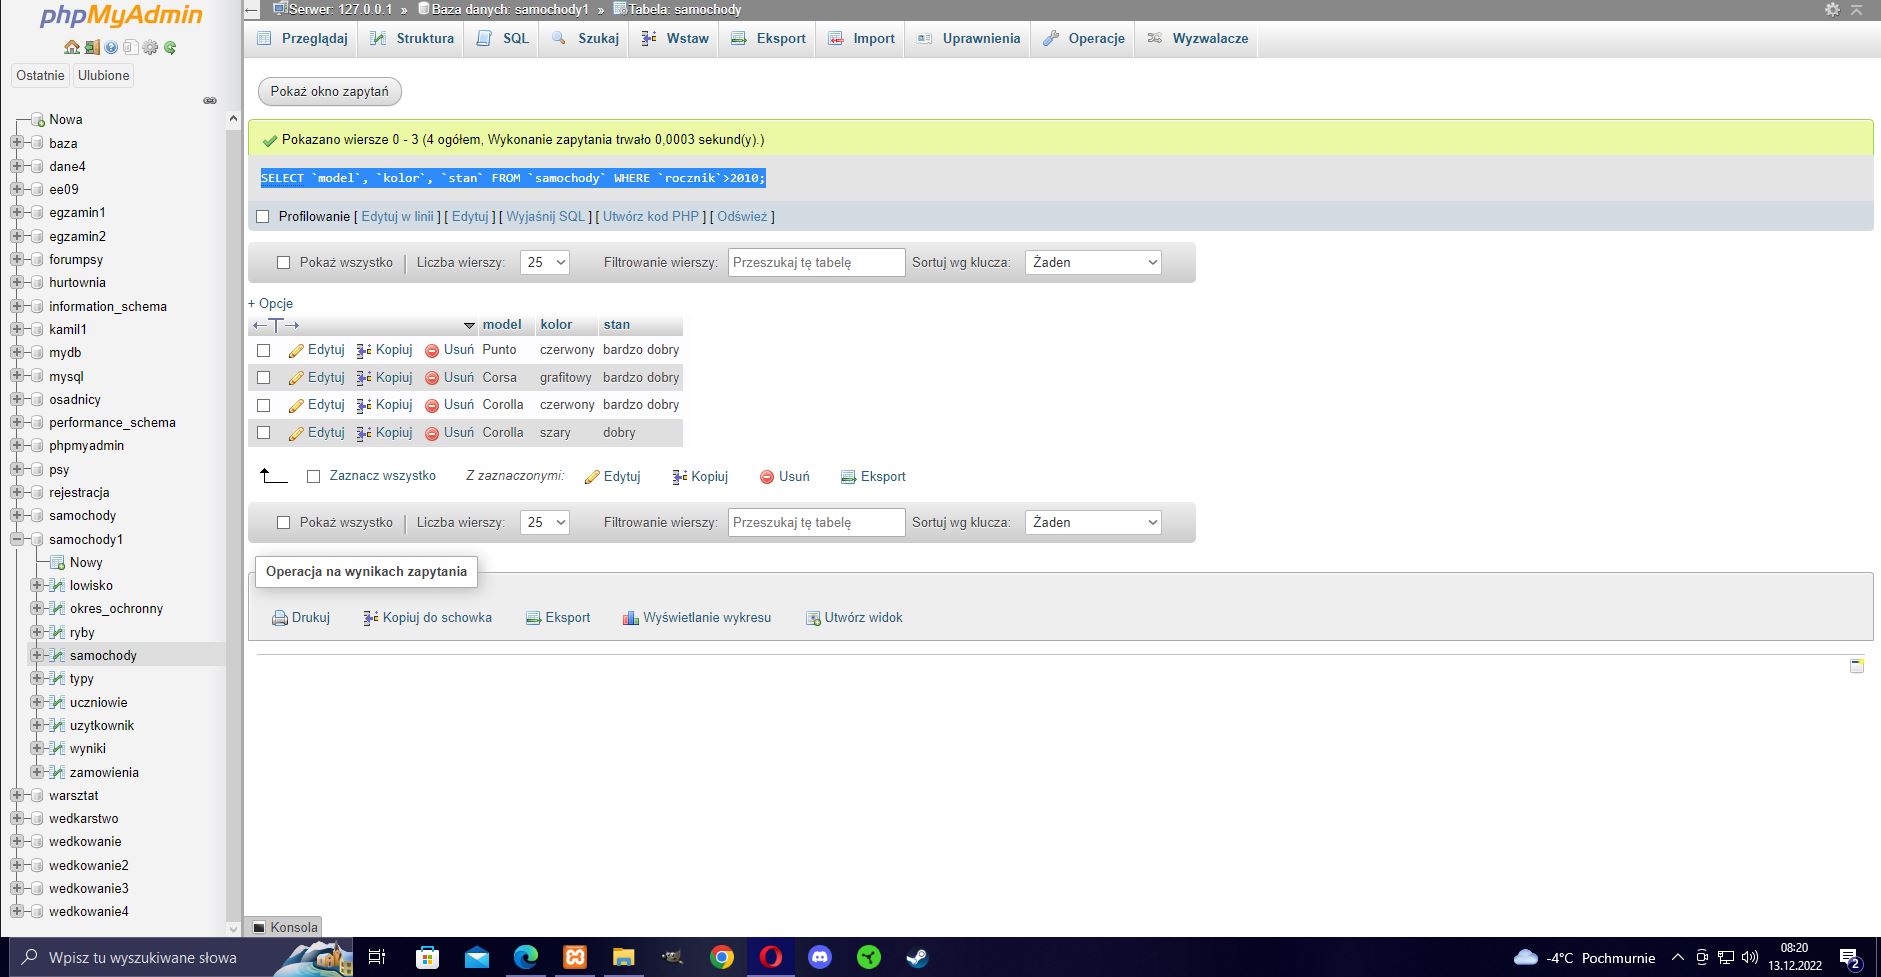 phpMyAdmin
Ostatnie Ulubione
Nowa
baza
dane4
ee09
egzamin1
egzamin2
forumpsy
hurtownia
information_schema
kamil1
mydb
mysql
osadnicy
performance_schema
phpmyadmin
psy
rejestracja
samochody
samochody1
Nowy
lowisko
okres_ochronny
ryby
samochody
typy
uczniowie
uzytkownik
wyniki
zamowienia
warsztat
wedkarstwo
wedkowanie
wedkowanie2
wedkowanie3
wedkowanie4
Serwer: 127.0.0.1 » Baza danych: samochody1 » Tabela: samochody
Przeglądaj Struktura SQL Szukaj Wstaw Eksport Import Uprawnienia Operacje Wyzwalacze
Pokaż okno zapytań
Pokazano wiersze 0 - 3 (4 ogółem, Wykonanie zapytania trwało 0,0003 sekund(y).)
SELECT `model`, `kolor`, `stan` FROM `samochody` WHERE `rocznik`>2010;
Profilowanie [ Edytuj w linii ] [ Edytuj ] [ Wyjaśnij SQL ] [ Utwórz kod PHP ] [ Odśwież ]
Pokaż wszystko | Liczba wierszy: 25 Filtrowanie wierszy: Przeszukaj tę tabelę Sortuj wg klucza: Żaden
+ Opcje
←T→ model kolor stan
Edytuj Kopiuj Usuń Punto czerwony bardzo dobry
Edytuj Kopiuj Usuń Corsa grafitowy bardzo dobry
Edytuj Kopiuj Usuń Corolla czerwony bardzo dobry
Edytuj Kopiuj Usuń Corolla szary dobry
Zaznacz wszystko Z zaznaczonymi: Edytuj Kopiuj Usuń Eksport
Pokaż wszystko | Liczba wierszy: 25 Filtrowanie wierszy: Przeszukaj tę tabelę Sortuj wg klucza: Żaden
Operacja na wynikach zapytania
Drukuj Kopiuj do schowka Eksport Wyświetlanie wykresu Utwórz widok
Konsola
Wpisz tu wyszukiwane słowa
-4°C Pochmurnie
08:20
13.12.2022
2